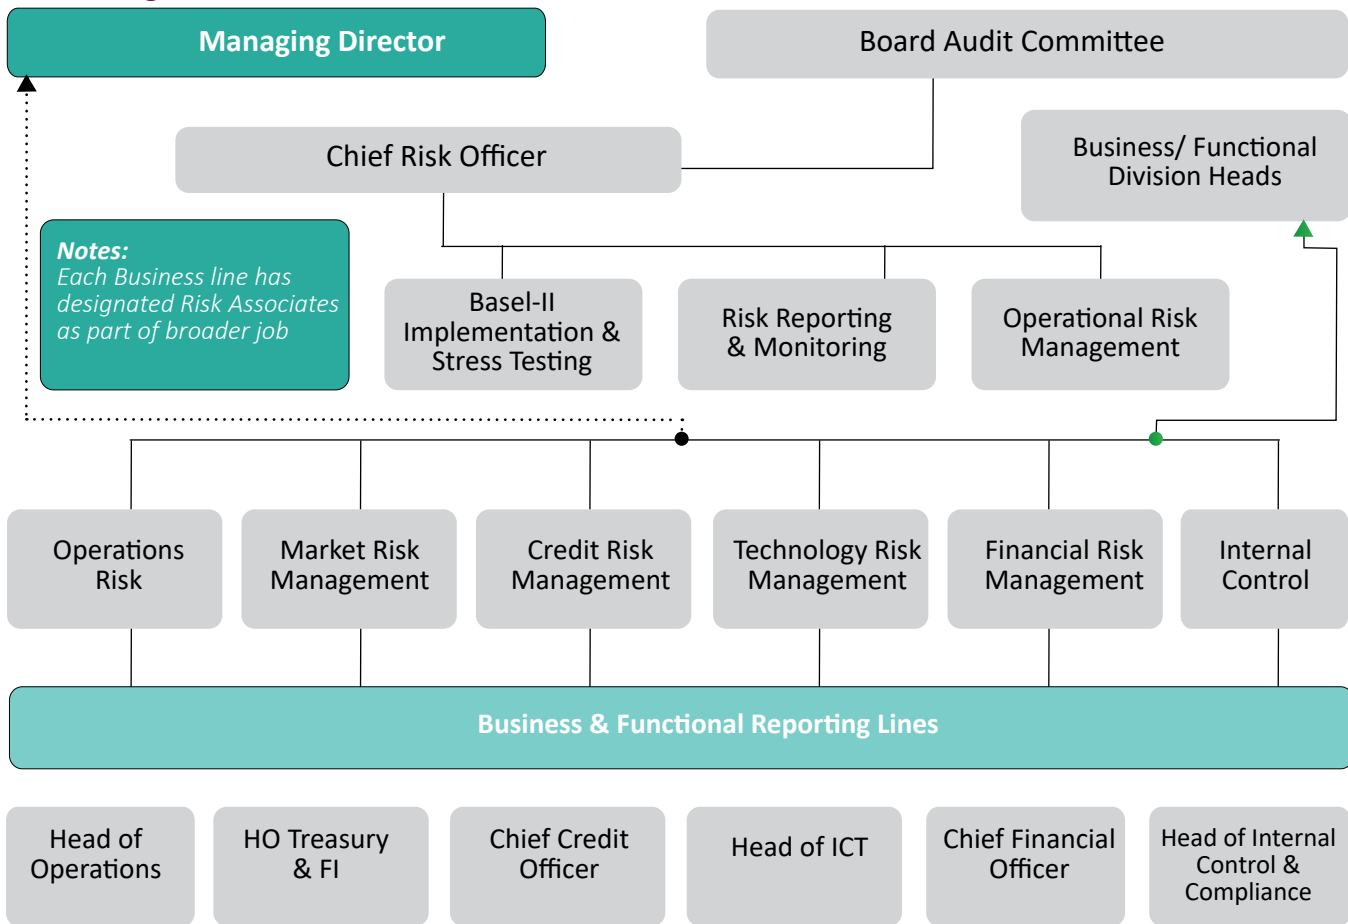 Managing Director
Board Audit Committee
Chief Risk Officer
Business/ Functional
Division Heads
Notes:
Each Business line has
designated Risk Associates
as part of broader job
Basel-II
Implementation &
Stress Testing
Risk Reporting
& Monitoring
Operational Risk
Management
Operations
Risk
Market Risk
Management
Credit Risk
Management
Technology Risk
Management
Financial Risk
Management
Internal
Control
Business & Functional Reporting Lines
Head of
Operations
HO Treasury
& FI
Chief Credit
Officer
Head of ICT
Chief Financial
Officer
Head of Internal
Control &
Compliance